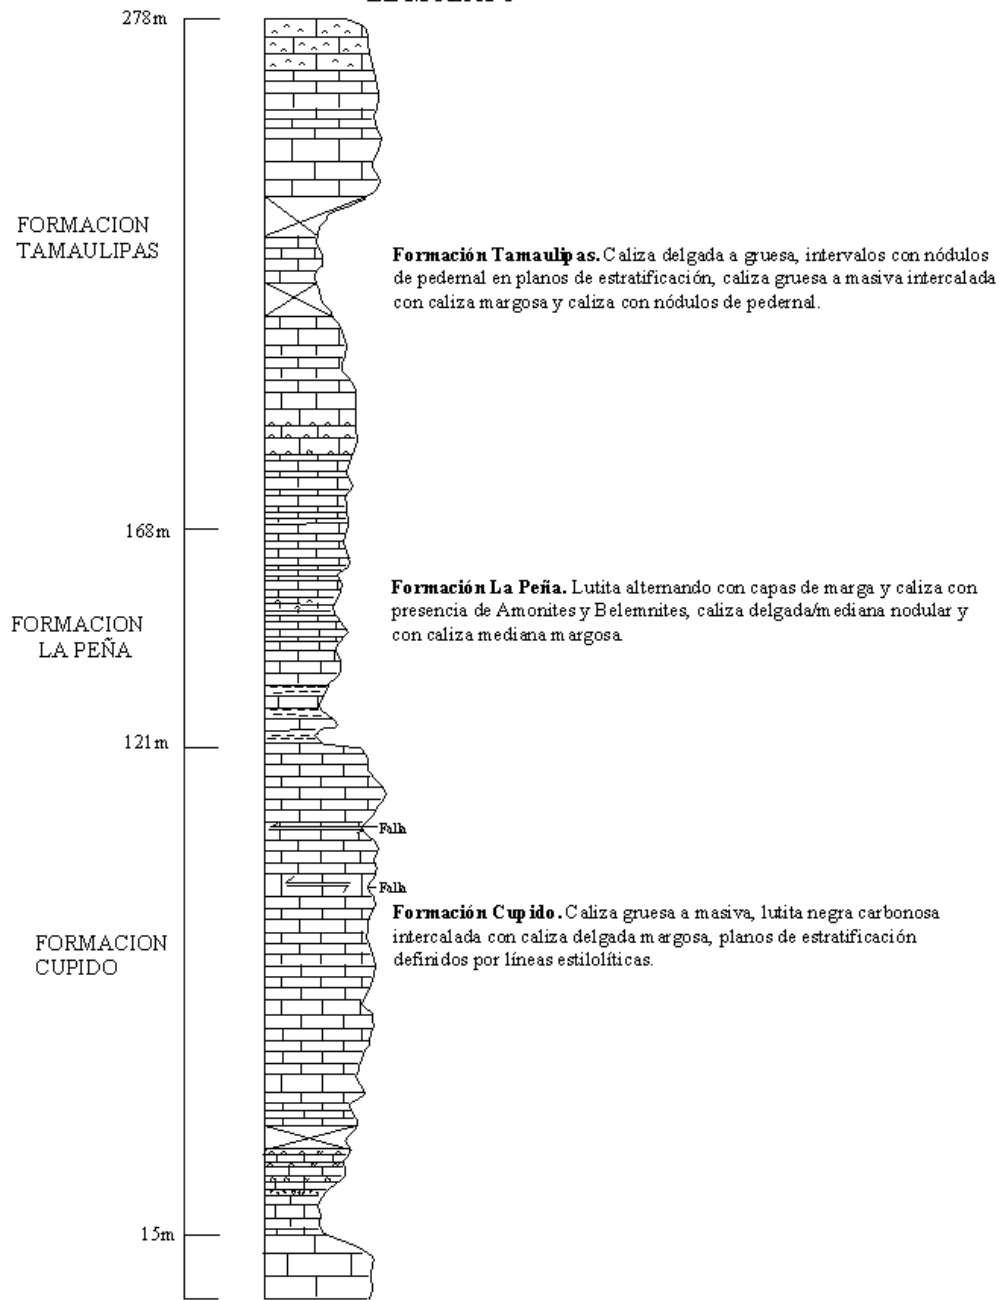 278m
FORMACION
TAMAULIPAS
Formación Tamaulipas. Caliza delgada a gruesa, intervalos con nódulos
de pedernal en planos de estratificación, caliza gruesa a masiva intercalada
con caliza margosa y caliza con nódulos de pedernal.
168m
Formación La Peña. Lutita alternando con capas de marga y caliza con
presencia de Amonites y Belemnites, caliza delgada/mediana nodular y
con caliza mediana margosa
FORMACION
LA PEÑA
121m
Falla
Falla
Formación Cupido. Caliza gruesa a masiva, lutita negra carbonosa
intercalada con caliza delgada margosa, planos de estratificación
definidos por líneas estilolíticas.
FORMACION
CUPIDO
15m